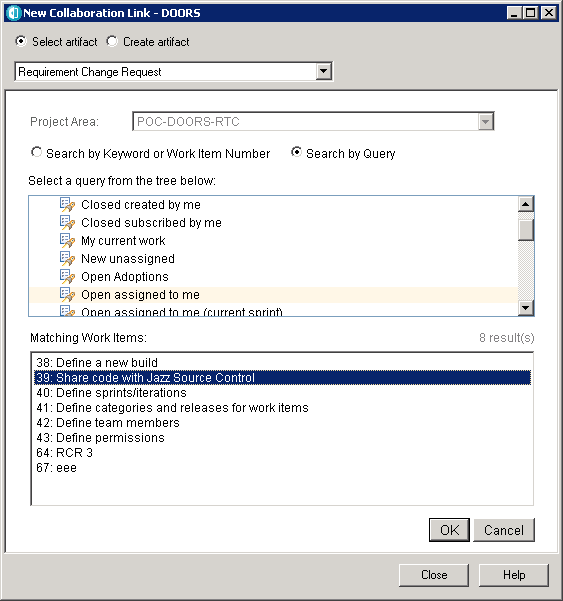 New Collaboration Link - DOORS
Select artifact Create artifact
Requirement Change Request
Project Area: POC-DOORS-RTC
Search by Keyword or Work Item Number Search by Query
Select a query from the tree below:
Closed created by me
Closed subscribed by me
My current work
New unassigned
Open Adoptions
Open assigned to me
Open assigned to me (current sprint)
Matching Work Items: 8 result(s)
38: Define a new build
39: Share code with Jazz Source Control
40: Define sprints/iterations
41: Define categories and releases for work items
42: Define team members
43: Define permissions
64: RCR 3
67: eee
OK Cancel
Close Help